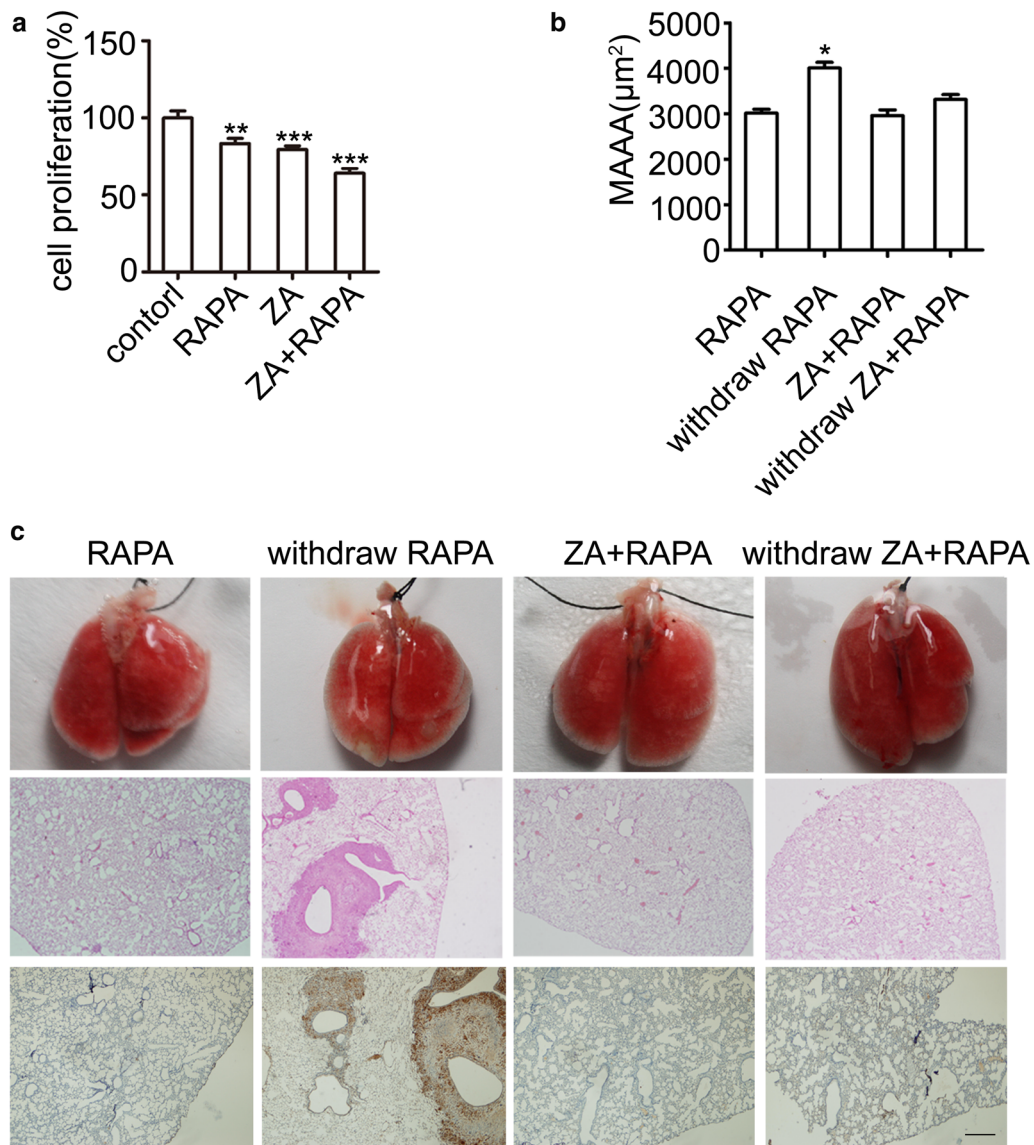 a
cell proliferation(%)
150
100
50
0
**
***
***
contorl
RAPA
ZA
ZA+RAPA
b
MAAA(µm²)
5000
4000
3000
2000
1000
0
*
RAPA
withdraw RAPA
ZA+RAPA
withdraw ZA+RAPA
c
RAPA
withdraw RAPA
ZA+RAPA
withdraw ZA+RAPA